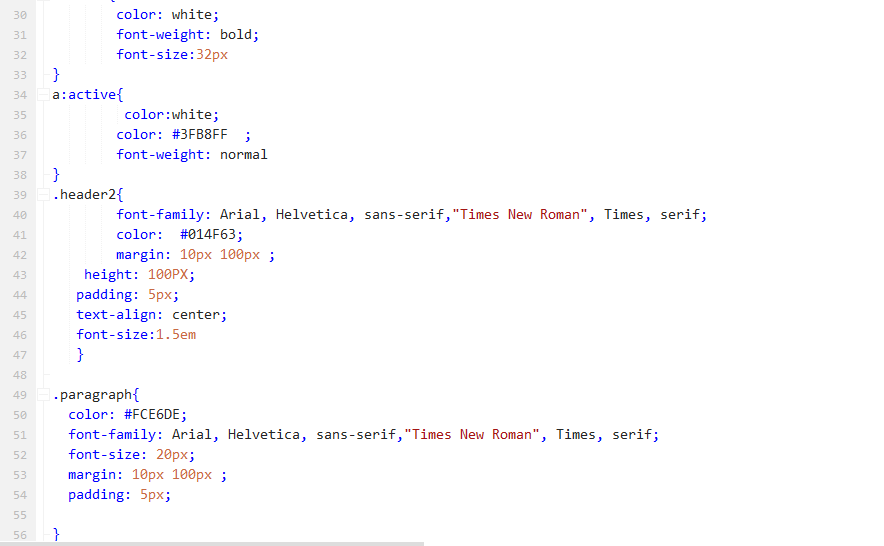 30 color: white;
31 font-weight: bold;
32 font-size:32px
33 }
34 a:active{
35 color:white;
36 color: #3FB8FF  ;
37 font-weight: normal
38 }
39 .header2{
40 font-family: Arial, Helvetica, sans-serif,"Times New Roman", Times, serif;
41 color:  #014F63;
42 margin: 10px 100px ;
43 height: 100PX;
44 padding: 5px;
45 text-align: center;
46 font-size:1.5em
47 }
48
49 .paragraph{
50 color: #FCE6DE;
51 font-family: Arial, Helvetica, sans-serif,"Times New Roman", Times, serif;
52 font-size: 20px;
53 margin: 10px 100px ;
54 padding: 5px;
55
56 }